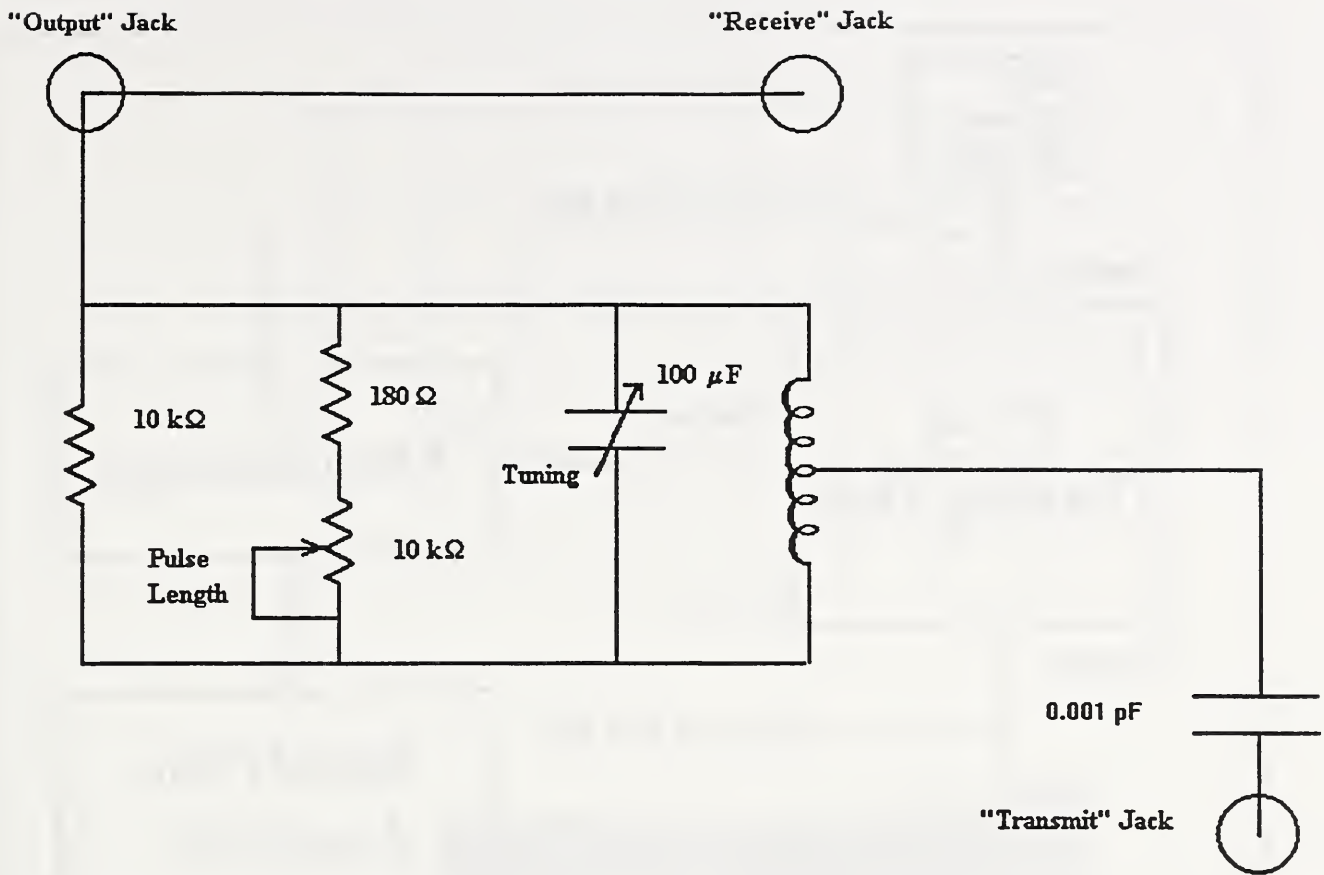 "Output" Jack
"Receive" Jack
10 kΩ
180 Ω
100 μF
Tuning
Pulse
Length
10 kΩ
0.001 pF
"Transmit" Jack